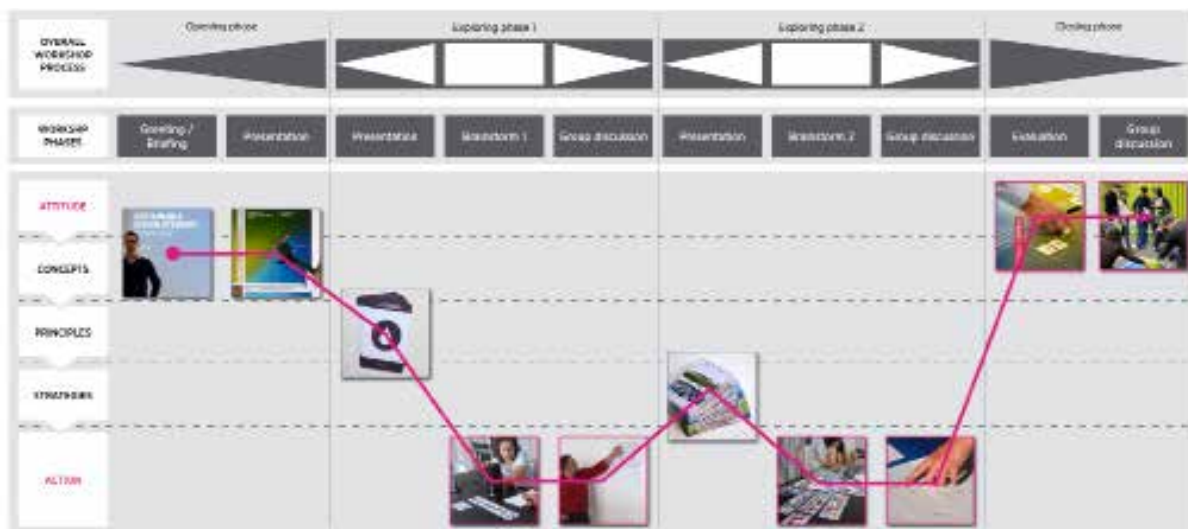 Opening phase
Exploring phase 1
Exploring phase 2
Closing phase
OVERALL
WORKSHOP
PROCESS
WORKSHP
PHASES
Greeting /
Briefing
Presentation
Presentation
Brainstorm 1
Group discussion
Presentation
Brainstorm 2
Group discussion
Evaluation
Group
discussion
ATTITUDE
CONCEPTS
PRINCIPLES
STRATEGIES
ACTION